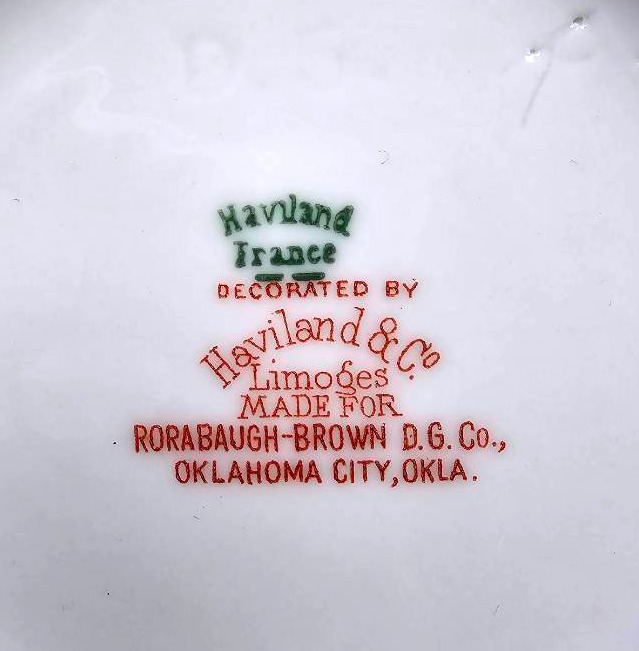 Haviland
France
DECORATED BY
Haviland & Co.
Limoges
MADE FOR
RORABAUGH-BROWN D.G. Co.,
OKLAHOMA CITY, OKLA.